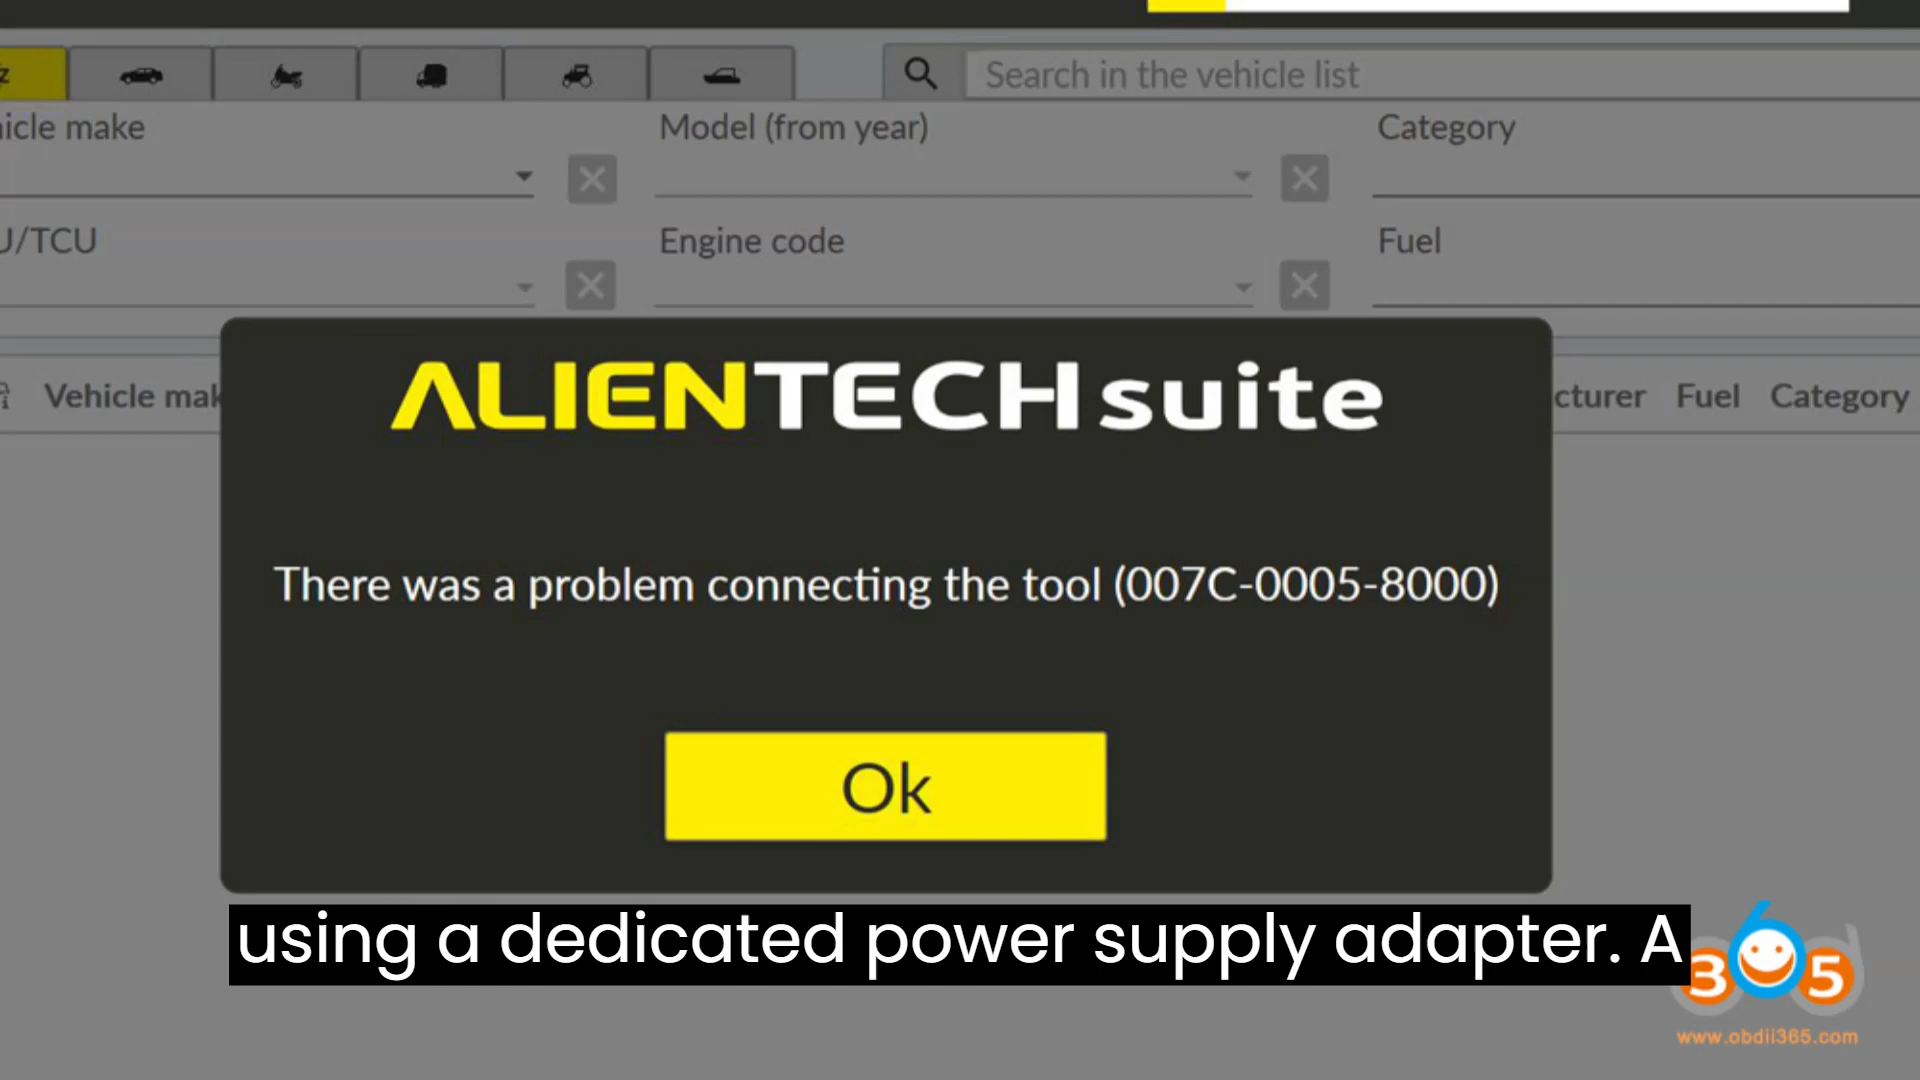 Z
Search in the vehicle list
icle make
Model (from year)
Category
U/TCU
Engine code
Fuel
Vehicle mak
cturer
Fuel
Category
ALIENTECH suite
There was a problem connecting the tool (007C-0005-8000)
Ok
using a dedicated power supply adapter. A
365
www.obdii365.com